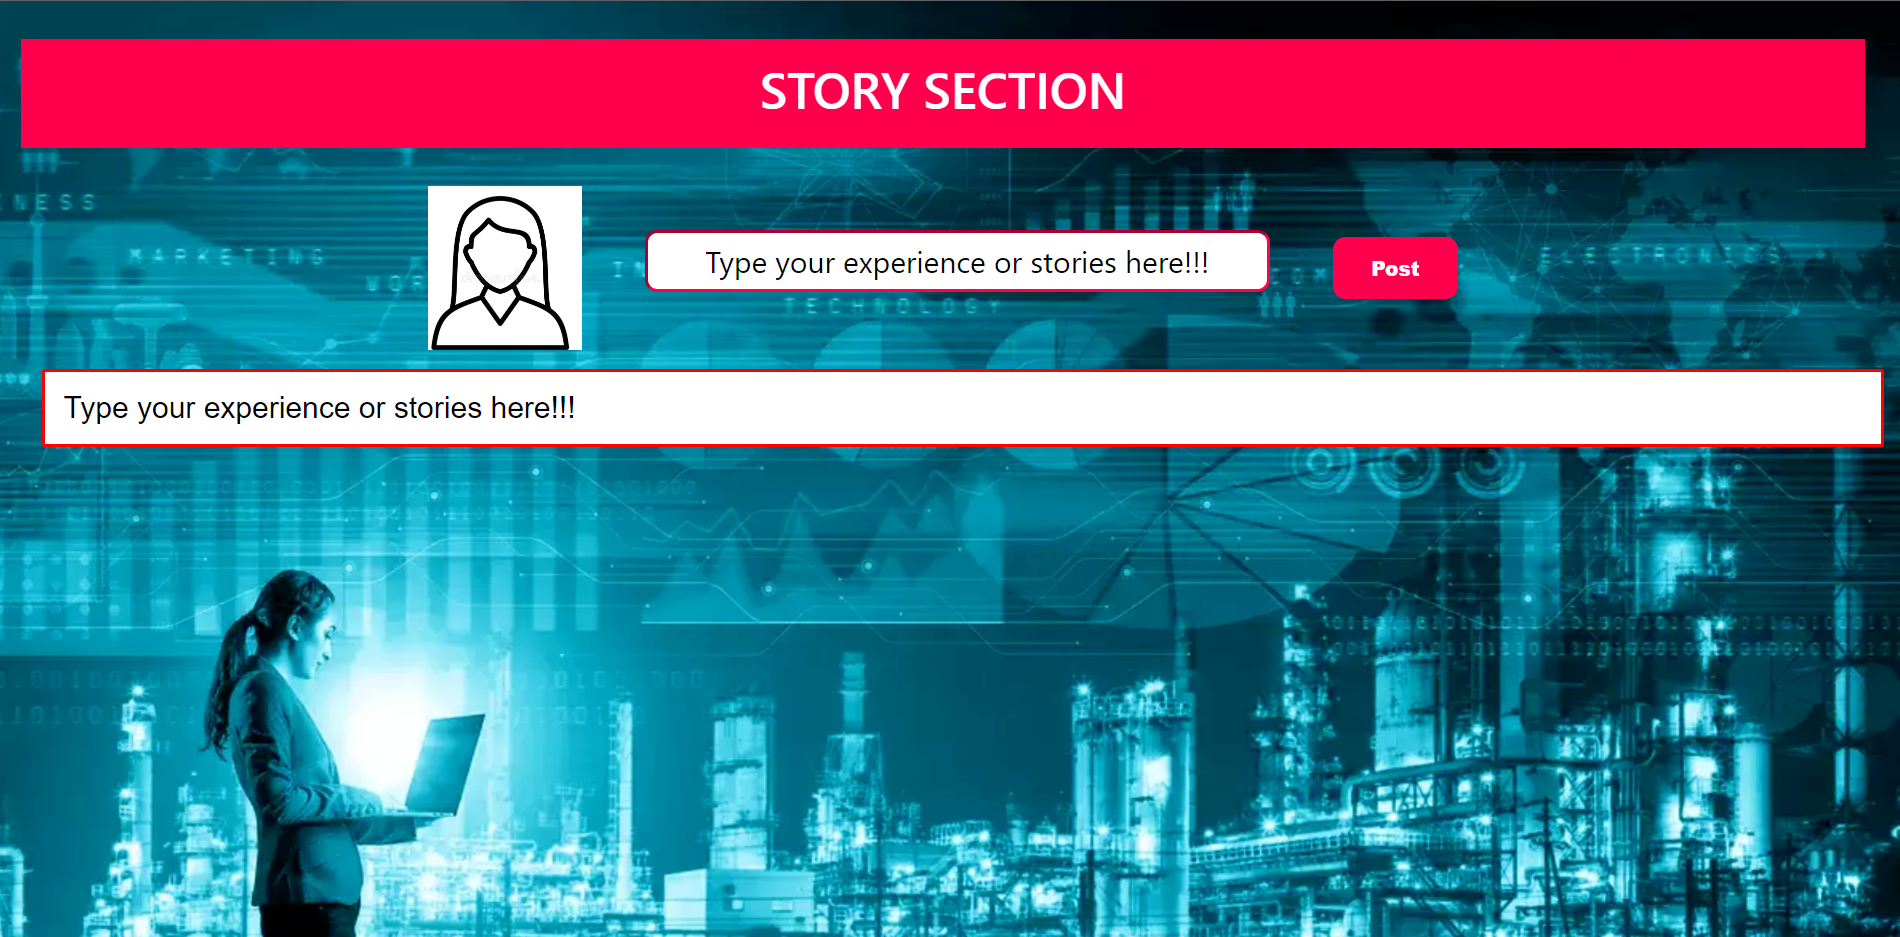 STORY SECTION
NESS
MARKETING
ELECTRONICS
Type your experience or stories here!!!
Post
TECHNOLOGY
Type your experience or stories here!!!